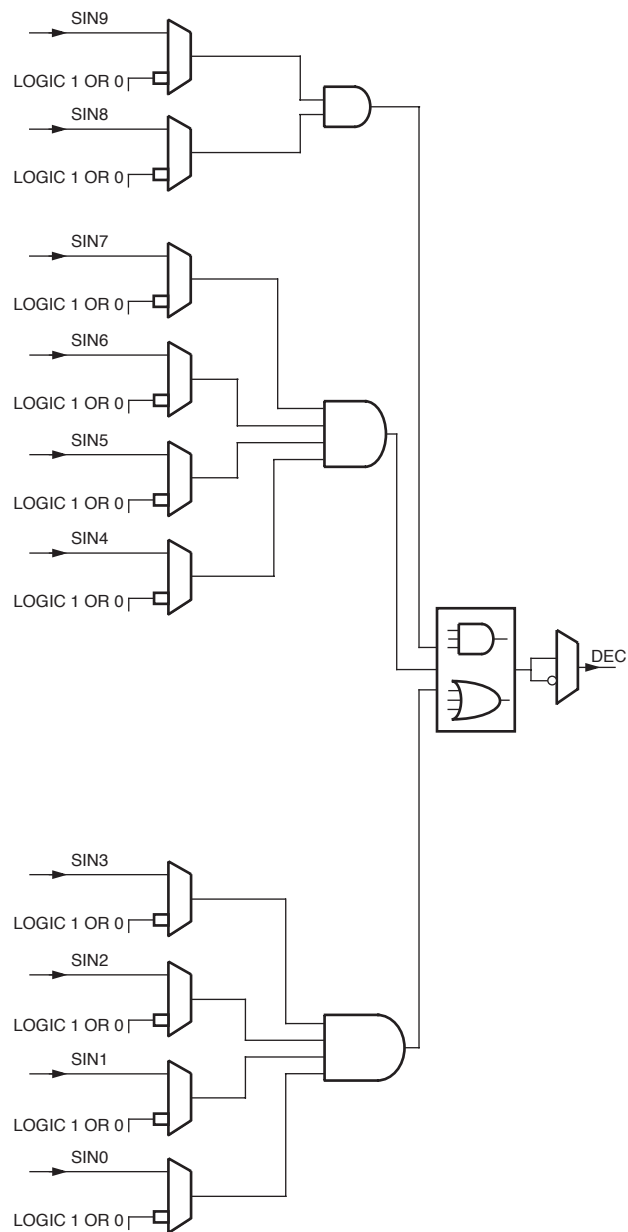 SIN9
LOGIC 1 OR 0
SIN8
LOGIC 1 OR 0
SIN7
LOGIC 1 OR 0
SIN6
LOGIC 1 OR 0
SIN5
LOGIC 1 OR 0
SIN4
LOGIC 1 OR 0
DEC
SIN3
LOGIC 1 OR 0
SIN2
LOGIC 1 OR 0
SIN1
LOGIC 1 OR 0
SIN0
LOGIC 1 OR 0